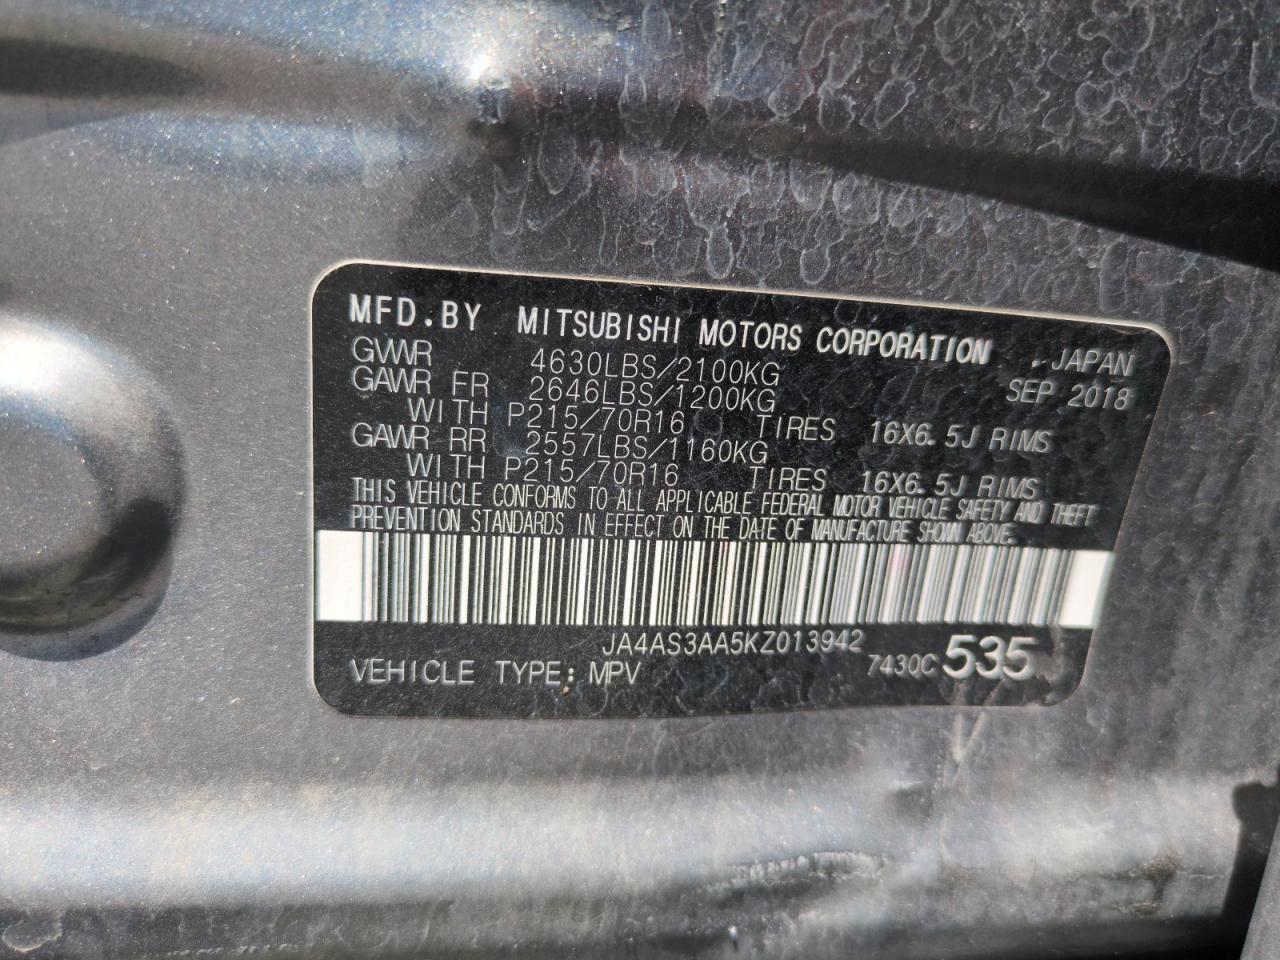 MFD.BY MITSUBISHI MOTORS CORPORATION , JAPAN
GVWR 4630LBS/2100KG SEP 2018
GAWR FR 2646LBS/1200KG
WITH P215/70R16 TIRES 16X6.5J RIMS
GAWR RR 2557LBS/1160KG
WITH P215/70R16 TIRES 16X6.5J RIMS
THIS VEHICLE CONFORMS TO ALL APPLICABLE FEDERAL MOTOR VEHICLE SAFETY AND THEFT
PREVENTION STANDARDS IN EFFECT ON THE DATE OF MANUFACTURE SHOWN ABOVE.
JA4AS3AA5KZ013942
VEHICLE TYPE: MPV 7430C 535